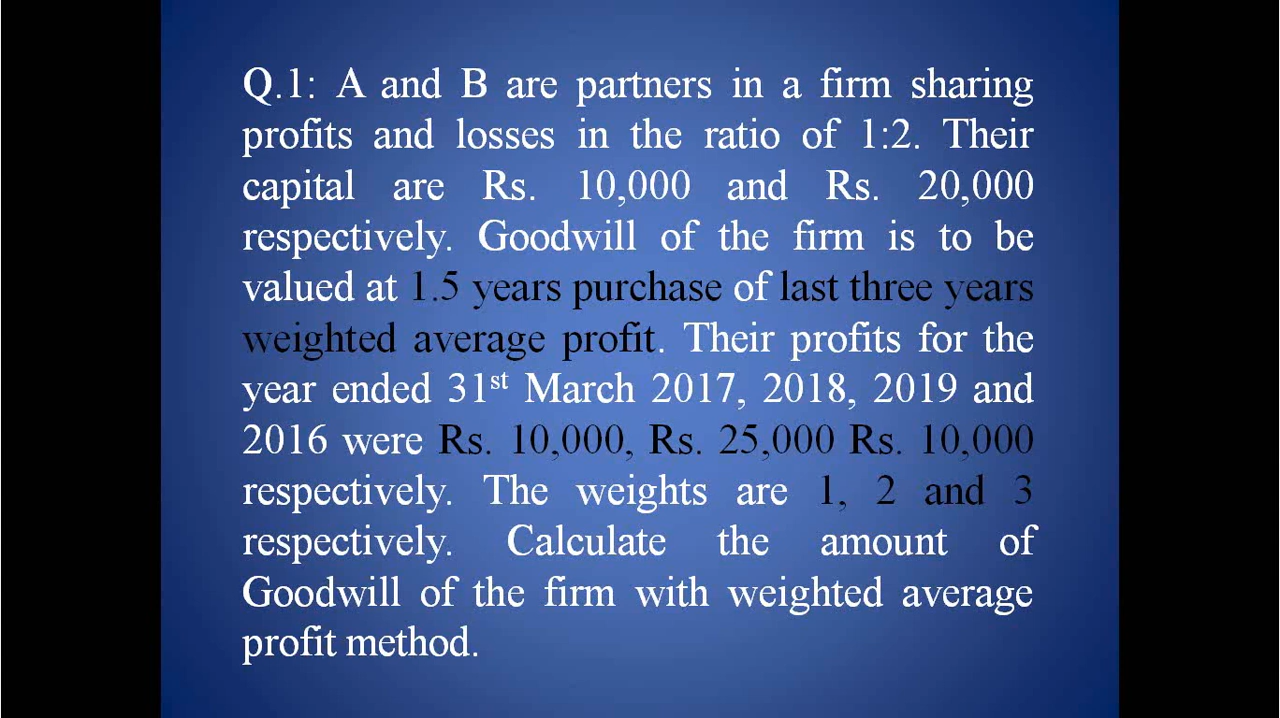 Q.1: A and B are partners in a firm sharing
profits and losses in the ratio of 1:2. Their
capital are Rs. 10,000 and Rs. 20,000
respectively. Goodwill of the firm is to be
valued at 1.5 years purchase of last three years
weighted average profit. Their profits for the
year ended 31st March 2017, 2018, 2019 and
2016 were Rs. 10,000, Rs. 25,000 Rs. 10,000
respectively. The weights are 1, 2 and 3
respectively. Calculate the amount of
Goodwill of the firm with weighted average
profit method.